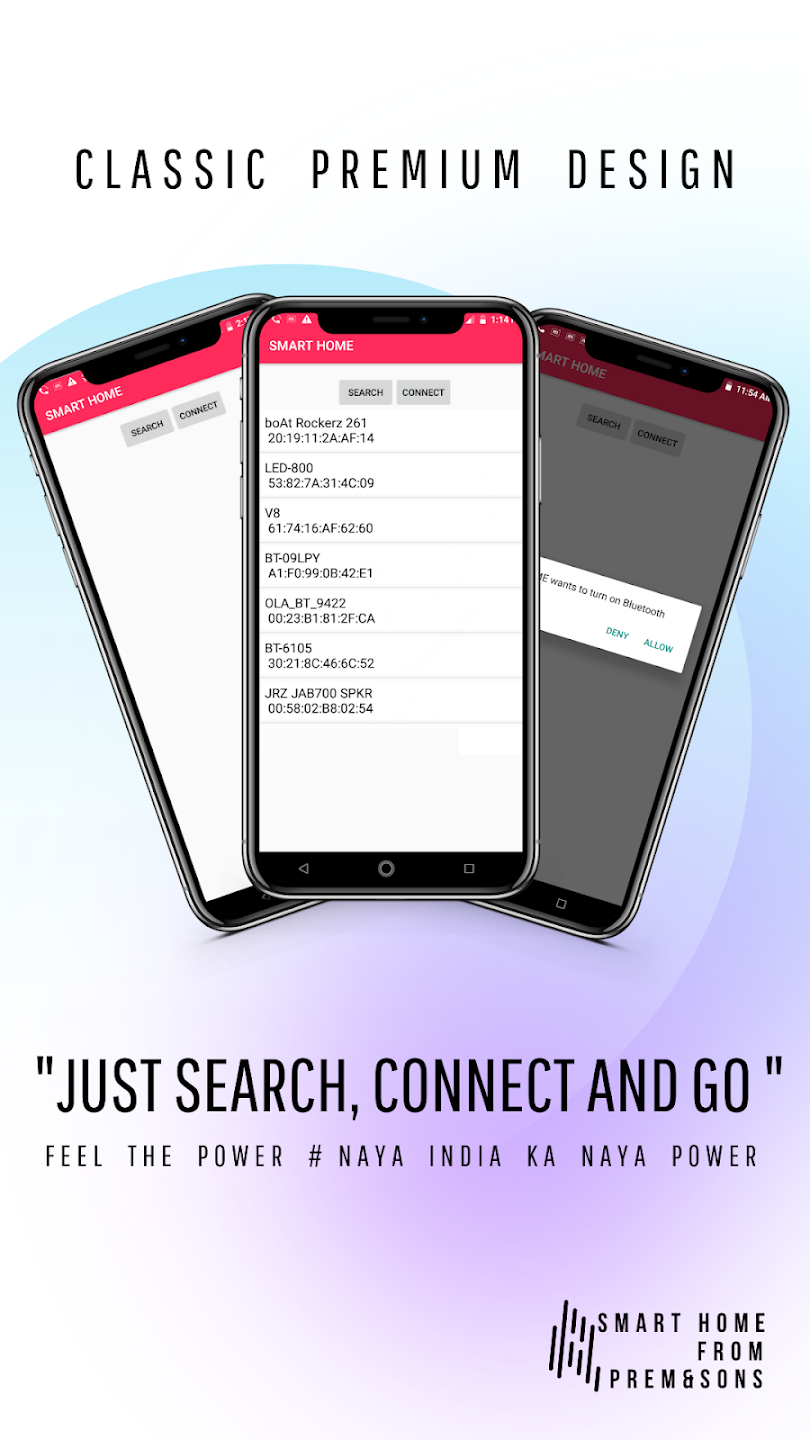 CLASSIC PREMIUM DESIGN
SMART HOME
SEARCH CONNECT
SMART HOME
SEARCH CONNECT
1:14
boAt Rockerz 261
20:19:11:2A:AF:14
LED-800
53:82:7A:31:4C:09
V8
61:74:16:AF:62:60
BT-09LPY
A1:F0:99:0B:42:E1
OLA_BT_9422
00:23:B1:81:2F:CA
BT-6105
30:21:8C:46:6C:52
JRZ JAB700 SPKR
00:58:02:B8:02:54
11:54 AM
HOME
SEARCH CONNECT
wants to turn on Bluetooth
DENY ALLOW
"JUST SEARCH, CONNECT AND GO "
FEEL THE POWER # NAYA INDIA KA NAYA POWER
SMART HOME
FROM
PREM&SONS